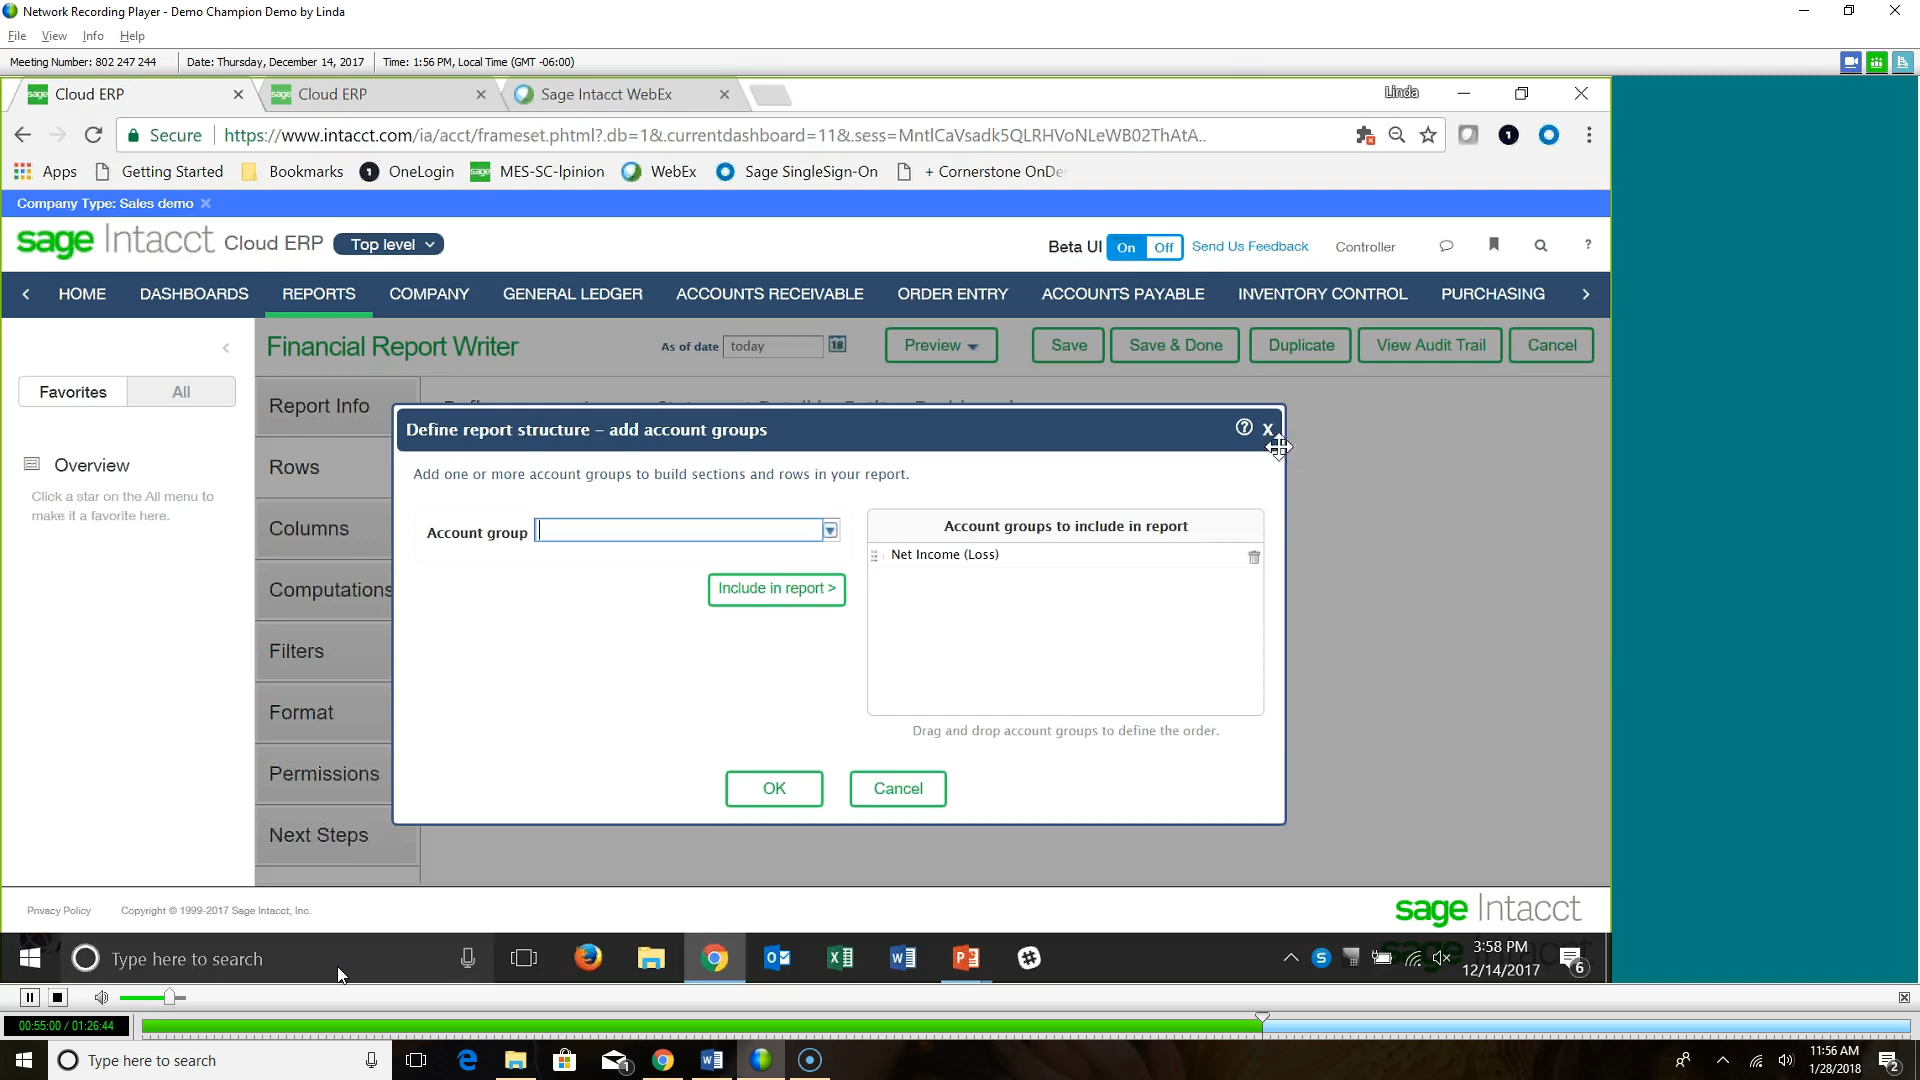 Network Recording Player - Demo Champion Demo by Linda
File View Info Help
Meeting Number: 802 247 244 Date: Thursday, December 14, 2017 Time: 1:56 PM, Local Time (GMT -06:00)
sage Cloud ERP sage Cloud ERP Sage Intacct WebEx Linda
Secure https://www.intacct.com/ia/acct/frameset.phtml?.db=1&.currentdashboard=11&.sess=MntlCaVsadk5QLRHVoNLeWB02ThAtA.. 1
Apps Getting Started Bookmarks 1 OneLogin sage MES-SC-Ipinion WebEx Sage SingleSign-On + Cornerstone OnDe
Company Type: Sales demo
sage Intacct Cloud ERP Top level Beta UI On Off Send Us Feedback Controller ?
HOME DASHBOARDS REPORTS COMPANY GENERAL LEDGER ACCOUNTS RECEIVABLE ORDER ENTRY ACCOUNTS PAYABLE INVENTORY CONTROL PURCHASING
Financial Report Writer As of date today 18 Preview Save Save & Done Duplicate View Audit Trail Cancel
Favorites All
Overview
Click a star on the All menu to
make it a favorite here.
Report Info
Rows
Columns
Computations
Filters
Format
Permissions
Next Steps
Define report structure – add account groups ? x
Add one or more account groups to build sections and rows in your report.
Account group
Include in report >
Account groups to include in report
Net Income (Loss)
Drag and drop account groups to define the order.
OK Cancel
Privacy Policy Copyright © 1999-2017 Sage Intacct, Inc. sage Intacct
Type here to search 3:58 PM
12/14/2017 6
00:55:00 / 01:26:44
Type here to search 1 11:56 AM
1/28/2018 2